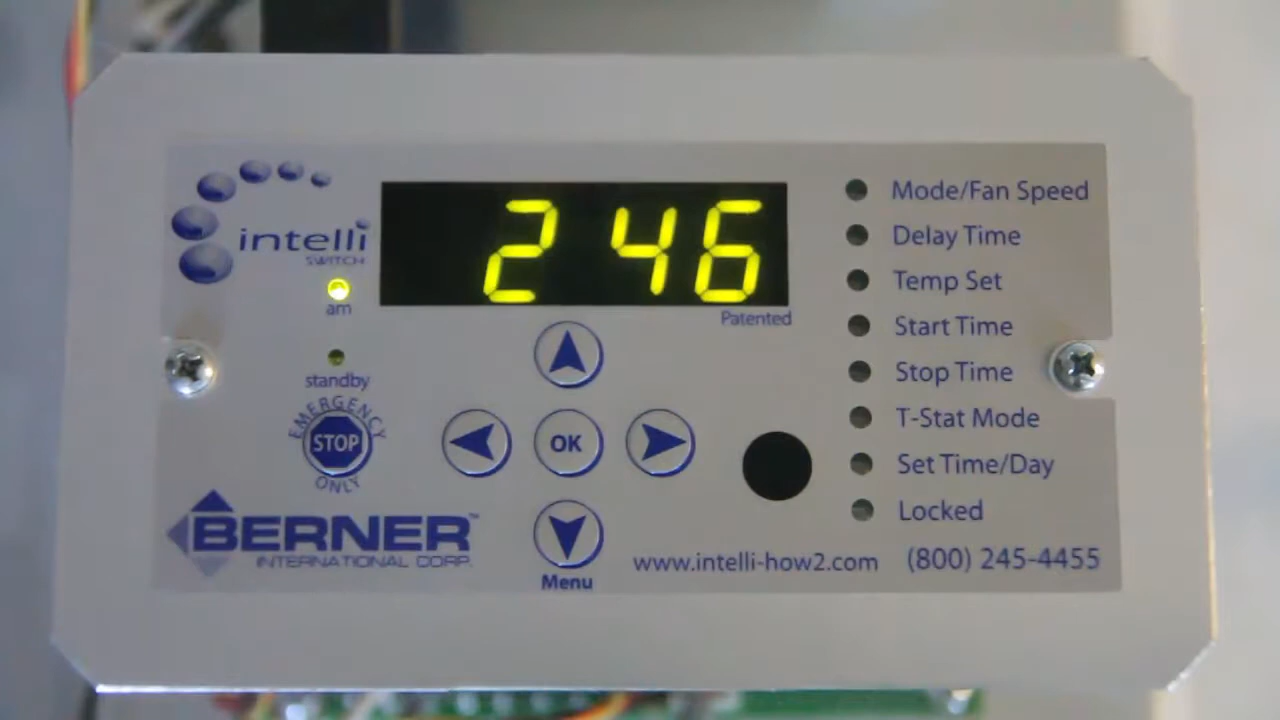 intelli
SWITCH
2 46
Patented
am
standby
EMERGENCY
STOP
ONLY
OK
Menu
BERNER™
INTERNATIONAL CORP.
Mode/Fan Speed
Delay Time
Temp Set
Start Time
Stop Time
T-Stat Mode
Set Time/Day
Locked
www.intelli-how2.com (800) 245-4455